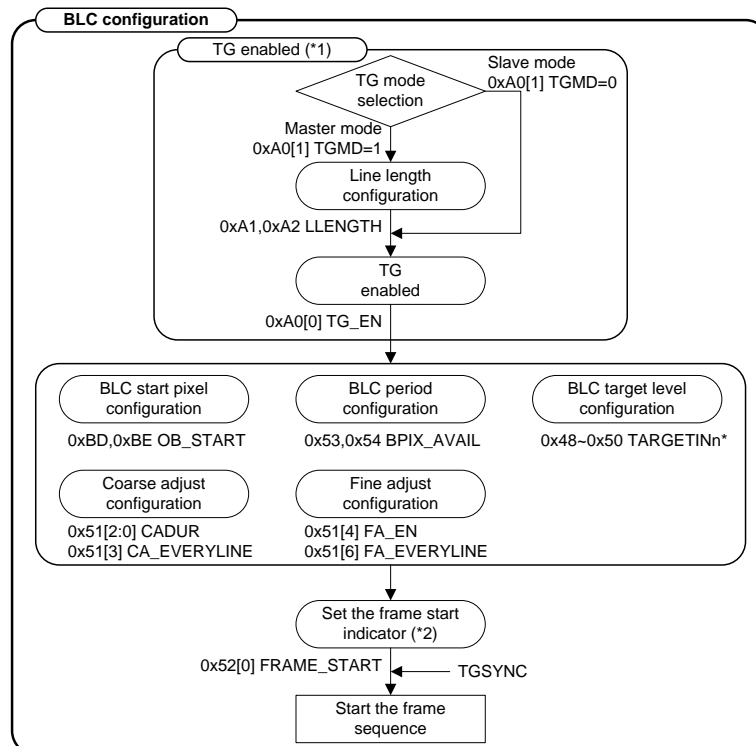 BLC configuration
TG enabled (*1)
Slave mode
0xA0[1] TGMD=0
TG mode
selection
Master mode
0xA0[1] TGMD=1
Line length
configuration
0xA1,0xA2 LLENGTH
TG
enabled
0xA0[0] TG_EN
BLC start pixel
configuration
0xBD,0xBE OB_START
BLC period
configuration
0x53,0x54 BPIX_AVAIL
BLC target level
configuration
0x48~0x50 TARGETINn*
Coarse adjust
configuration
0x51[2:0] CADUR
0x51[3] CA_EVERYLINE
Fine adjust
configuration
0x51[4] FA_EN
0x51[6] FA_EVERYLINE
Set the frame start
indicator (*2)
0x52[0] FRAME_START
TGSYNC
Start the frame
sequence